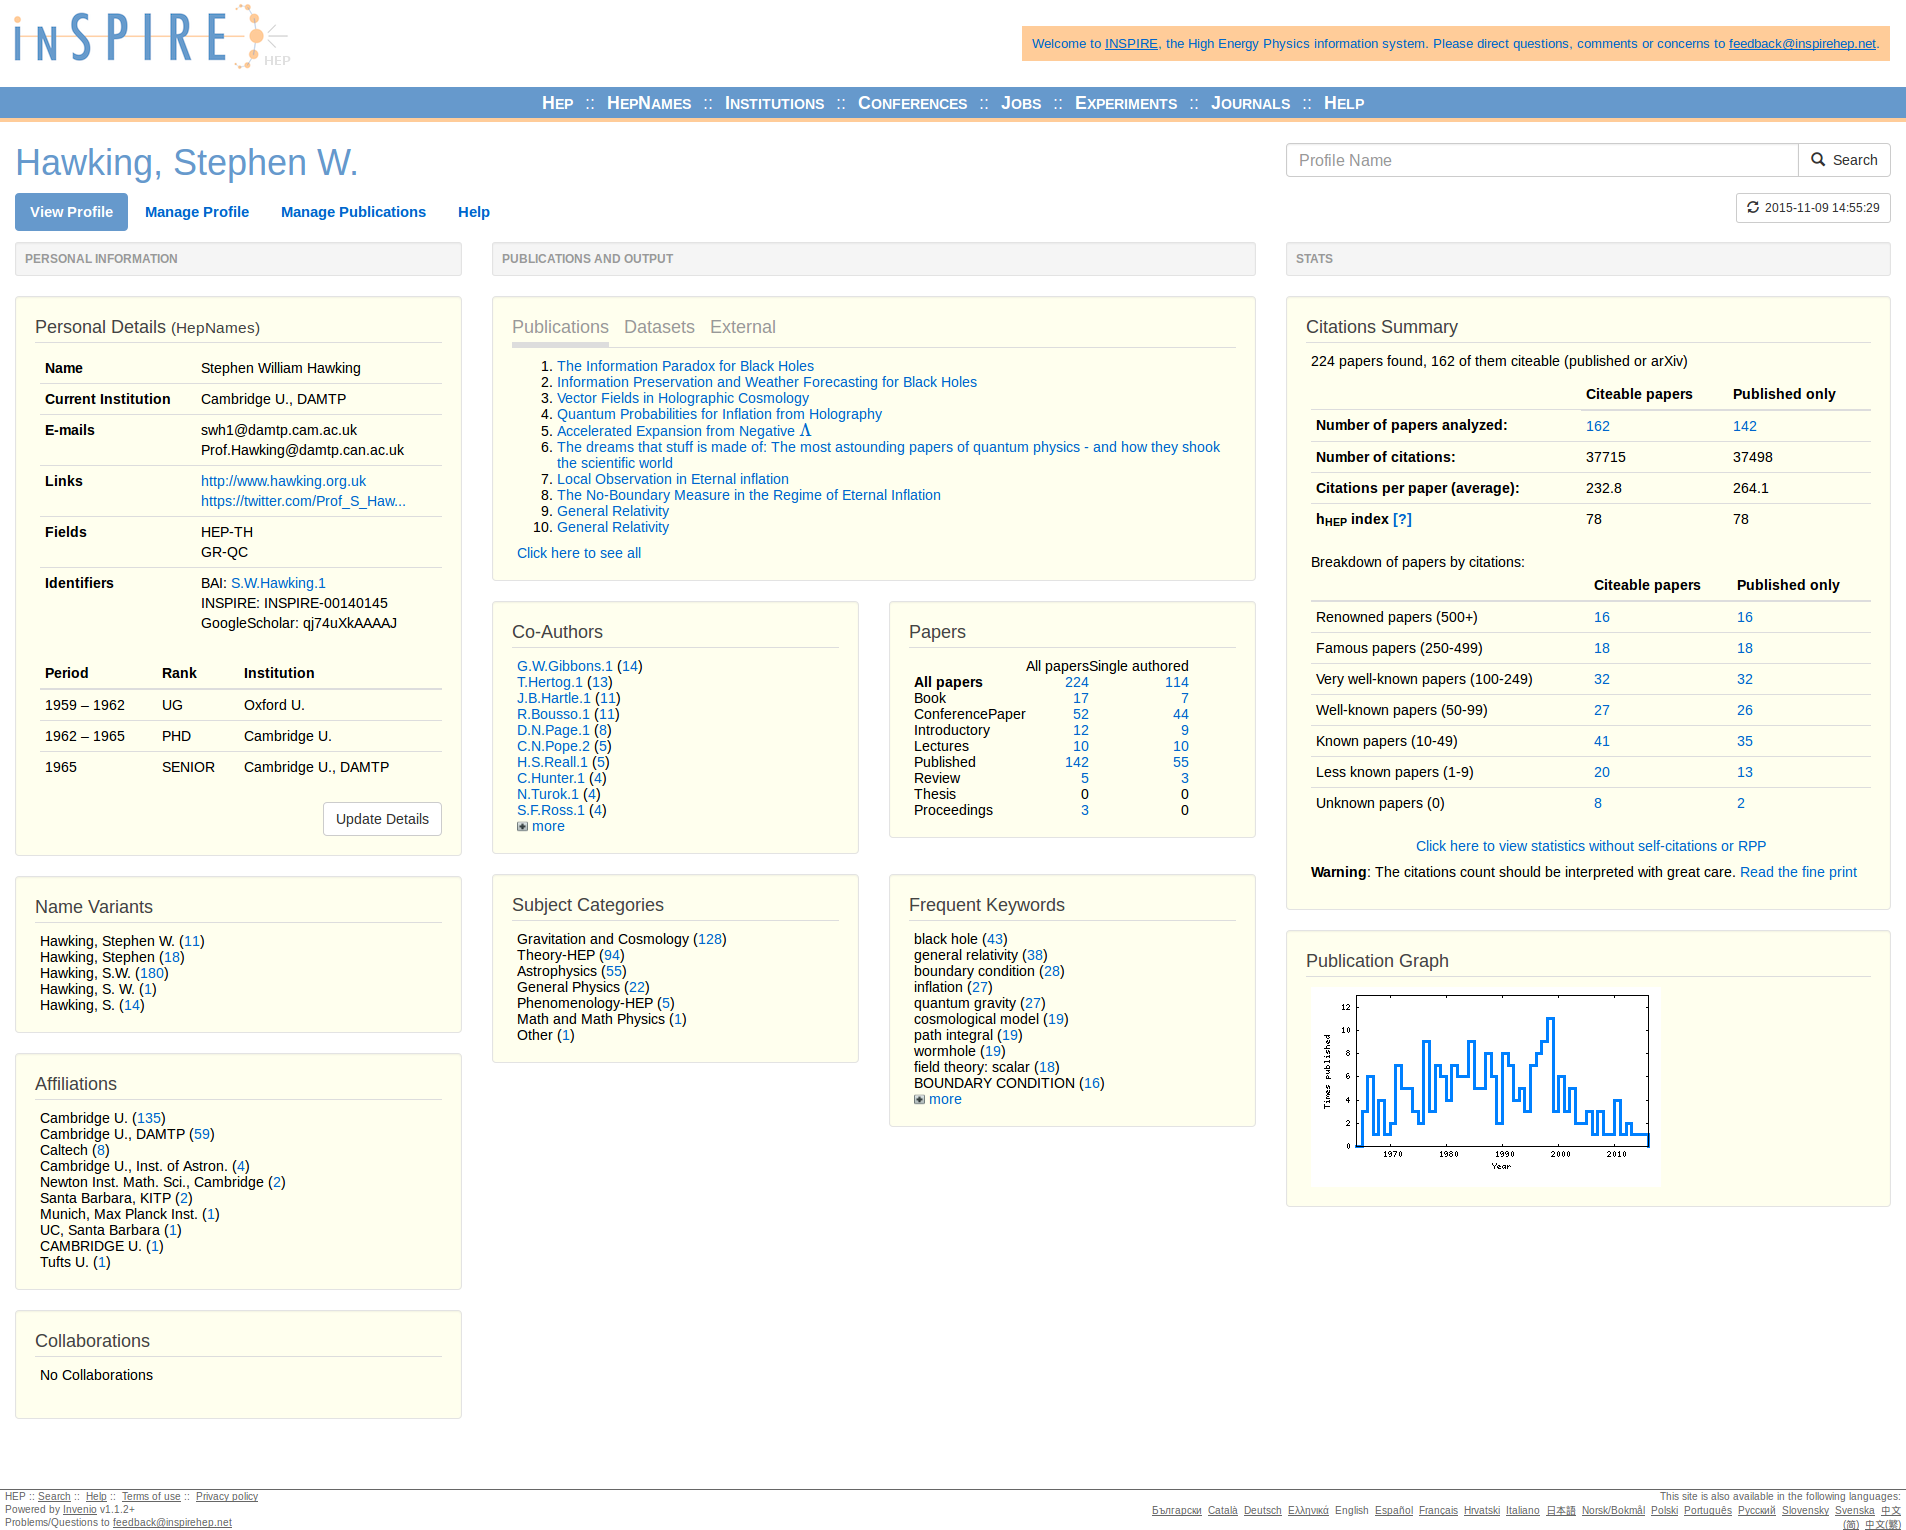 inSPIRE HEP
Welcome to INSPIRE, the High Energy Physics information system. Please direct questions, comments or concerns to feedback@inspirehep.net.
HEP :: HEPNAMES :: INSTITUTIONS :: CONFERENCES :: JOBS :: EXPERIMENTS :: JOURNALS :: HELP
Hawking, Stephen W.
Profile Name
Search
View Profile Manage Profile Manage Publications Help
2015-11-09 14:55:29
PERSONAL INFORMATION
Personal Details (HepNames)
Name Stephen William Hawking
Current Institution Cambridge U., DAMTP
E-mails swh1@damtp.cam.ac.uk
Prof.Hawking@damtp.can.ac.uk
Links http://www.hawking.org.uk
https://twitter.com/Prof_S_Haw...
Fields HEP-TH
GR-QC
Identifiers BAI: S.W.Hawking.1
INSPIRE: INSPIRE-00140145
GoogleScholar: qj74uXkAAAAJ
Period Rank Institution
1959 – 1962 UG Oxford U.
1962 – 1965 PHD Cambridge U.
1965 SENIOR Cambridge U., DAMTP
Update Details
Name Variants
Hawking, Stephen W. (11)
Hawking, Stephen (18)
Hawking, S.W. (180)
Hawking, S. W. (1)
Hawking, S. (14)
Affiliations
Cambridge U. (135)
Cambridge U., DAMTP (59)
Caltech (8)
Cambridge U., Inst. of Astron. (4)
Newton Inst. Math. Sci., Cambridge (2)
Santa Barbara, KITP (2)
Munich, Max Planck Inst. (1)
UC, Santa Barbara (1)
CAMBRIDGE U. (1)
Tufts U. (1)
Collaborations
No Collaborations
PUBLICATIONS AND OUTPUT
Publications Datasets External
1. The Information Paradox for Black Holes
2. Information Preservation and Weather Forecasting for Black Holes
3. Vector Fields in Holographic Cosmology
4. Quantum Probabilities for Inflation from Holography
5. Accelerated Expansion from Negative Λ
6. The dreams that stuff is made of: The most astounding papers of quantum physics - and how they shook
the scientific world
7. Local Observation in Eternal inflation
8. The No-Boundary Measure in the Regime of Eternal Inflation
9. General Relativity
10. General Relativity
Click here to see all
Co-Authors
G.W.Gibbons.1 (14)
T.Hertog.1 (13)
J.B.Hartle.1 (11)
R.Bousso.1 (11)
D.N.Page.1 (8)
C.N.Pope.2 (5)
H.S.Reall.1 (5)
C.Hunter.1 (4)
N.Turok.1 (4)
S.F.Ross.1 (4)
more
Papers
All papers Single authored
All papers 224 114
Book 17 7
ConferencePaper 52 44
Introductory 12 9
Lectures 10 10
Published 142 55
Review 5 3
Thesis 0 0
Proceedings 3 0
Subject Categories
Gravitation and Cosmology (128)
Theory-HEP (94)
Astrophysics (55)
General Physics (22)
Phenomenology-HEP (5)
Math and Math Physics (1)
Other (1)
Frequent Keywords
black hole (43)
general relativity (38)
boundary condition (28)
inflation (27)
quantum gravity (27)
cosmological model (19)
path integral (19)
wormhole (19)
field theory: scalar (18)
BOUNDARY CONDITION (16)
more
STATS
Citations Summary
224 papers found, 162 of them citeable (published or arXiv)
Citeable papers Published only
Number of papers analyzed: 162 142
Number of citations: 37715 37498
Citations per paper (average): 232.8 264.1
hHEP index [?] 78 78
Breakdown of papers by citations:
Citeable papers Published only
Renowned papers (500+) 16 16
Famous papers (250-499) 18 18
Very well-known papers (100-249) 32 32
Well-known papers (50-99) 27 26
Known papers (10-49) 41 35
Less known papers (1-9) 20 13
Unknown papers (0) 8 2
Click here to view statistics without self-citations or RPP
Warning: The citations count should be interpreted with great care. Read the fine print
Publication Graph
Times published
12
10
8
6
4
2
0
1970 1980 1990 2000 2010
Year
HEP :: Search :: Help :: Terms of use :: Privacy policy
Powered by Invenio v1.1.2+
Problems/Questions to feedback@inspirehep.net
This site is also available in the following languages:
Български Català Deutsch Ελληνικά English Español Français Hrvatski Italiano 日本語 Norsk/Bokmål Polski Português Русский Slovensky Svenska 中文
(简) 中文(繁)